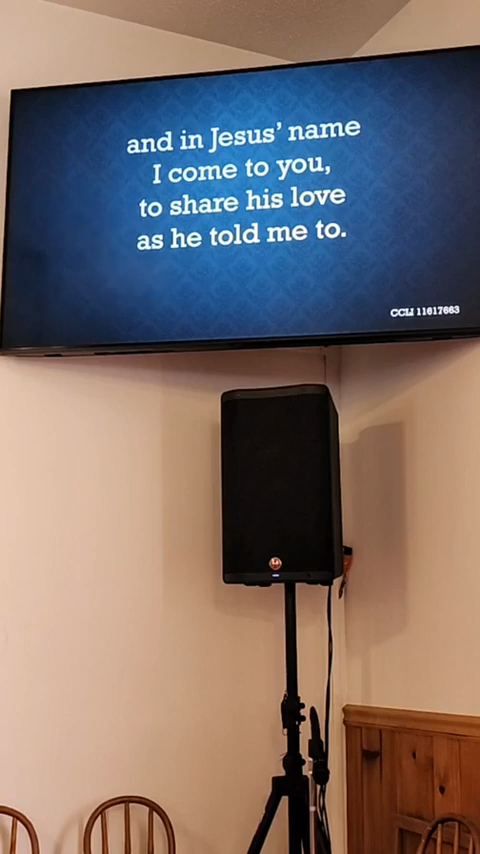 and in Jesus' name
I come to you,
to share his love
as he told me to.
CCLI 11617663